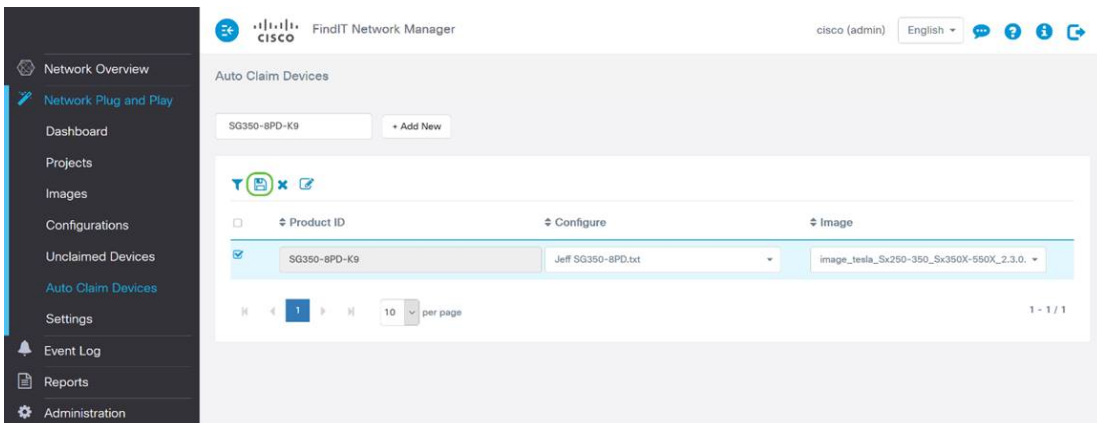 CISCO FindIT Network Manager cisco (admin) English
Network Overview
Auto Claim Devices
Network Plug and Play
Dashboard
SG350-8PD-K9 + Add New
Projects
Images
Configurations
Product ID Configure Image
Unclaimed Devices
SG350-8PD-K9 Jeff SG350-8PD.txt image_tesla_Sx250-350_Sx350X-550X_2.3.0.
Auto Claim Devices
Settings
1 10 per page 1 - 1 / 1
Event Log
Reports
Administration